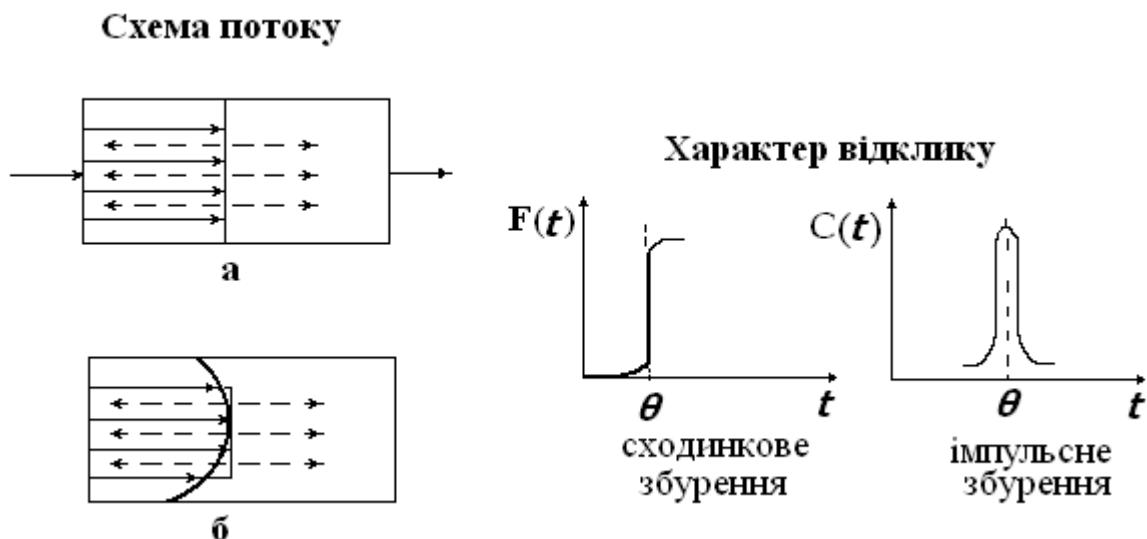 Схема потоку
а
б
Характер відклику
F(t)
θ
t
сходинкове
збурення
C(t)
θ
t
імпульсне
збурення